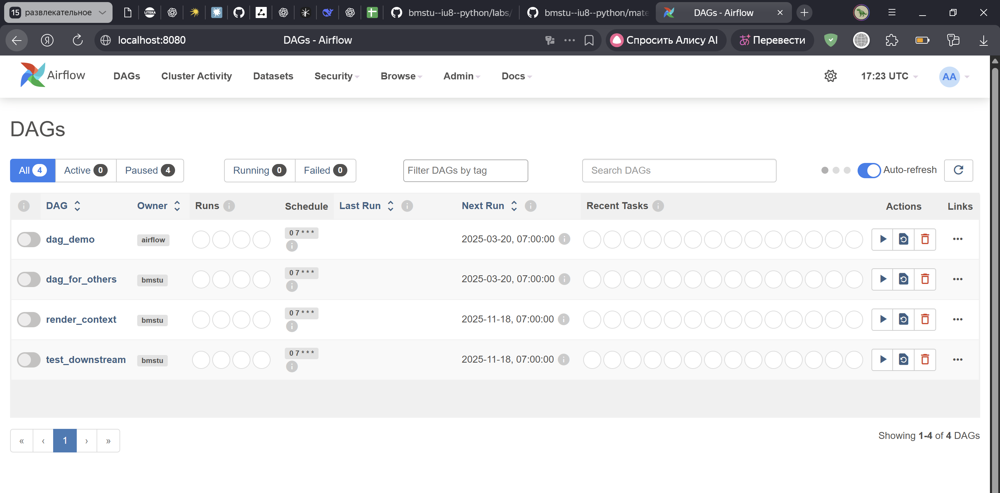 15 развлекательное
LITEKA
bmstu--iu8--python/labs/
bmstu--iu8--python/mate
DAGs - Airflow
Я
localhost:8080
DAGs - Airflow
Спросить Алису AI
Перевести
Airflow
DAGs
Cluster Activity
Datasets
Security
Browse
Admin
Docs
17:23 UTC
AA
DAGs
All 4
Active 0
Paused 4
Running 0
Failed 0
Filter DAGs by tag
Search DAGs
Auto-refresh
DAG Owner Runs Schedule Last Run Next Run Recent Tasks Actions Links
dag_demo airflow 0 7 * * * 2025-03-20, 07:00:00
dag_for_others bmstu 0 7 * * * 2025-03-20, 07:00:00
render_context bmstu 0 7 * * * 2025-11-18, 07:00:00
test_downstream bmstu 0 7 * * * 2025-11-18, 07:00:00
« ‹ 1 › »
Showing 1-4 of 4 DAGs